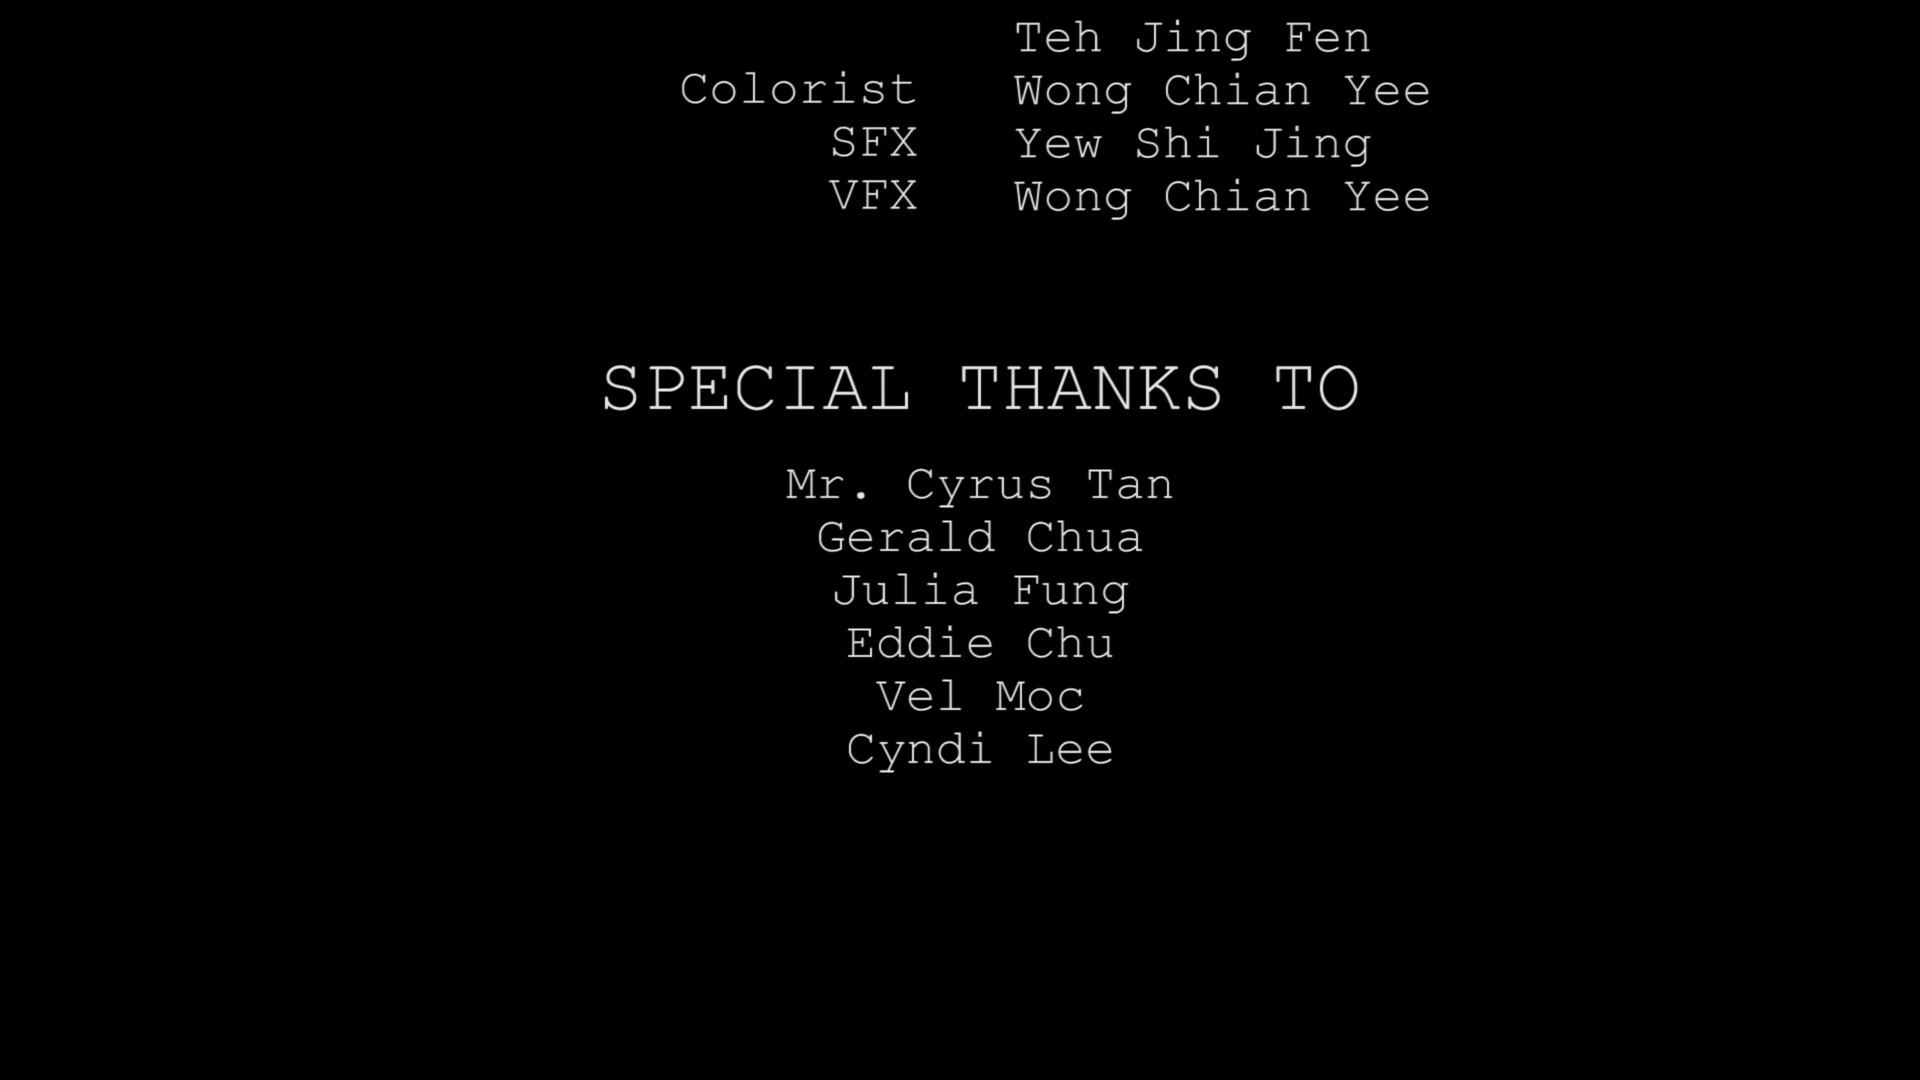 Teh Jing Fen
Colorist Wong Chian Yee
SFX Yew Shi Jing
VFX Wong Chian Yee
SPECIAL THANKS TO
Mr. Cyrus Tan
Gerald Chua
Julia Fung
Eddie Chu
Vel Moc
Cyndi Lee